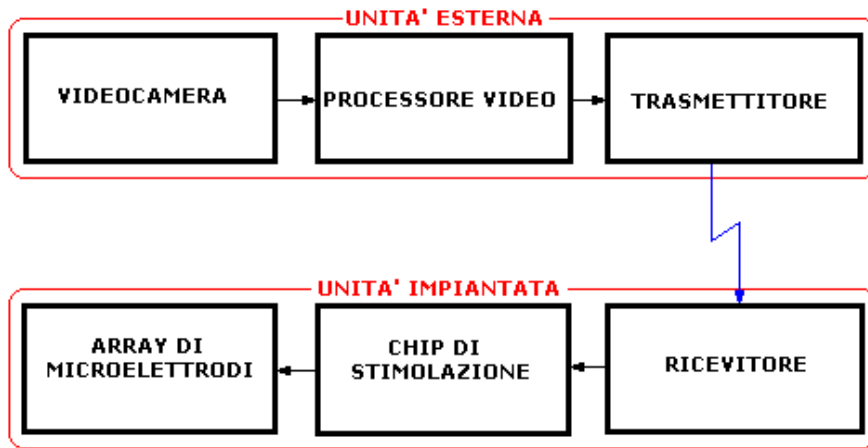 UNITA' ESTERNA
VIDEOCAMERA
PROCESSORE VIDEO
TRASMETTITORE
UNITA' IMPIANTATA
ARRAY DI
MICROELETTRODI
CHIP DI
STIMOLAZIONE
RICEVITORE